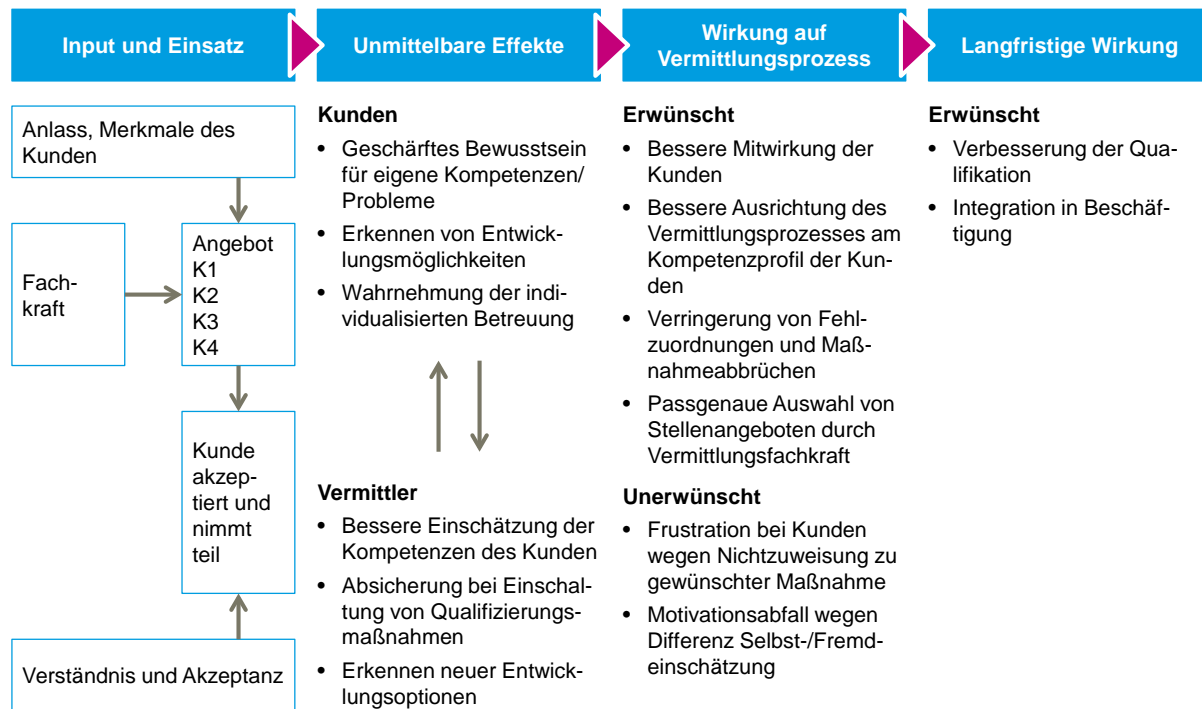 Input und Einsatz
Unmittelbare Effekte
Wirkung auf
Vermittlungsprozess
Langfristige Wirkung
Anlass, Merkmale des
Kunden
Fach-
kraft
Angebot
K1
K2
K3
K4
Kunde
akzep-
tiert und
nimmt
teil
Verständnis und Akzeptanz
Kunden
• Geschärftes Bewusstsein
für eigene Kompetenzen/
Probleme
• Erkennen von Entwick-
lungsmöglichkeiten
• Wahrnehmung der indi-
vidualisierten Betreuung
Vermittler
• Bessere Einschätzung der
Kompetenzen des Kunden
• Absicherung bei Einschal-
tung von Qualifizierungs-
maßnahmen
• Erkennen neuer Entwick-
lungsoptionen
Erwünscht
• Bessere Mitwirkung der
Kunden
• Bessere Ausrichtung des
Vermittlungsprozesses am
Kompetenzprofil der Kun-
den
• Verringerung von Fehl-
zuordnungen und Maß-
nahmeabbrüchen
• Passgenaue Auswahl von
Stellenangeboten durch
Vermittlungsfachkraft
Unerwünscht
• Frustration bei Kunden
wegen Nichtzuweisung zu
gewünschter Maßnahme
• Motivationsabfall wegen
Differenz Selbst-/Fremd-
einschätzung
Erwünscht
• Verbesserung der Qua-
lifikation
• Integration in Beschäf-
tigung